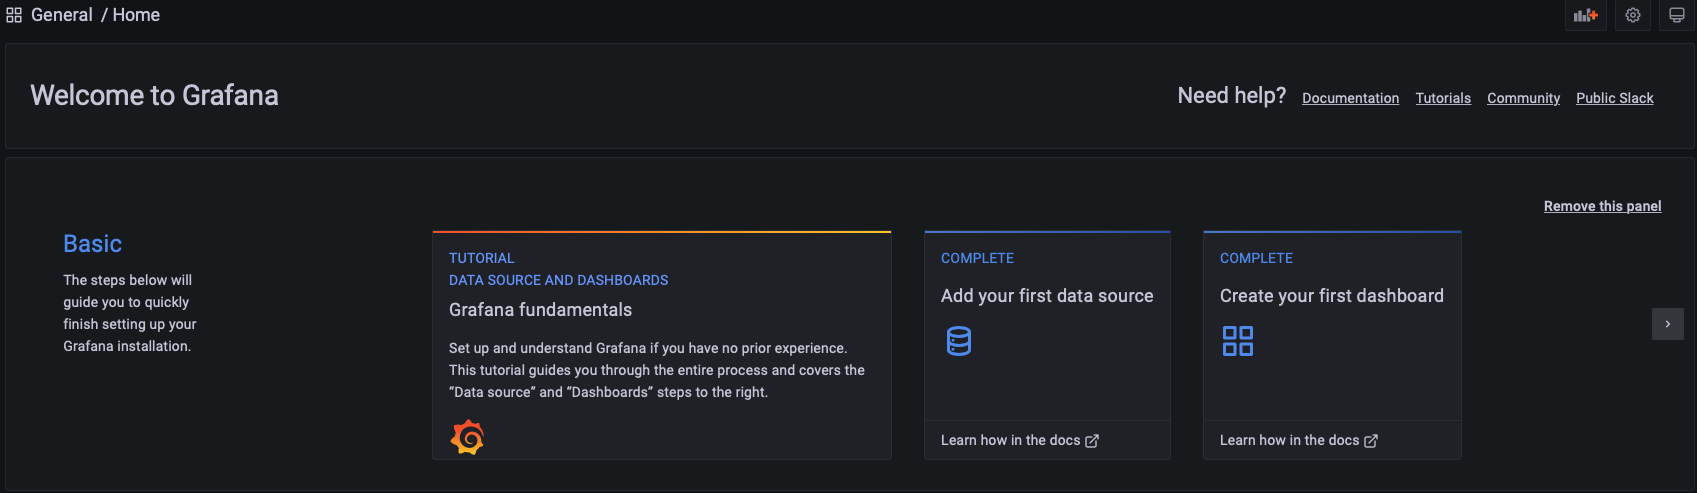 General / Home
Welcome to Grafana
Need help? Documentation Tutorials Community Public Slack
Remove this panel
Basic
The steps below will
guide you to quickly
finish setting up your
Grafana installation.
TUTORIAL
DATA SOURCE AND DASHBOARDS
Grafana fundamentals
Set up and understand Grafana if you have no prior experience.
This tutorial guides you through the entire process and covers the
“Data source” and “Dashboards” steps to the right.
COMPLETE
Add your first data source
Learn how in the docs
COMPLETE
Create your first dashboard
Learn how in the docs